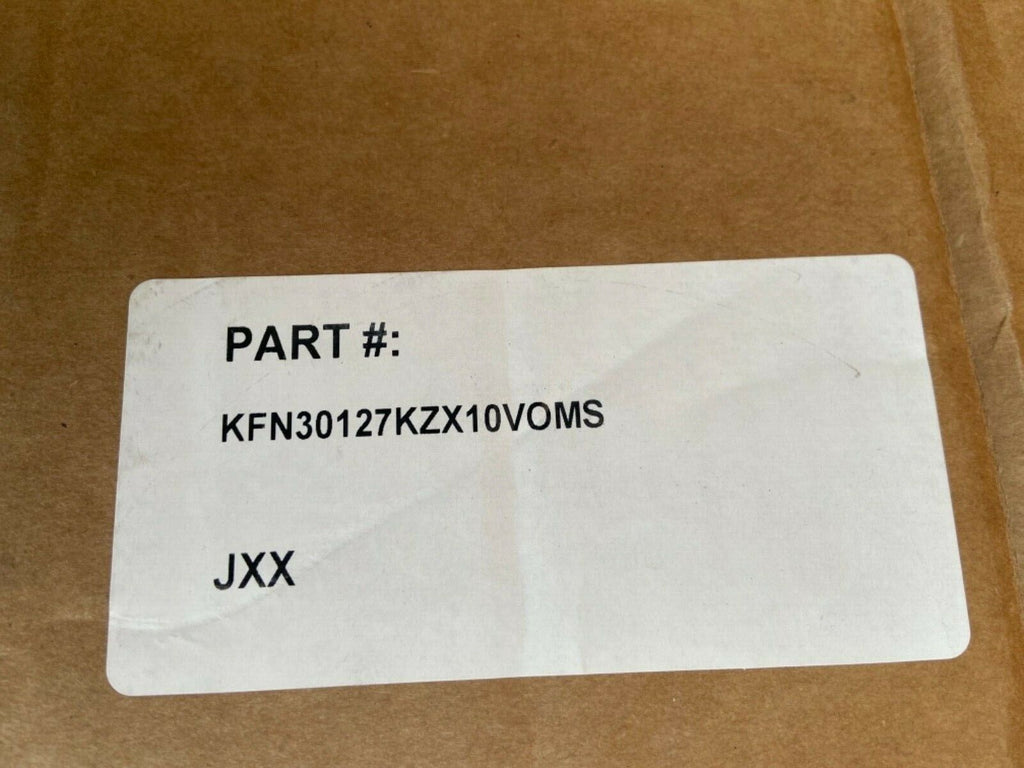 PART #:
KFN30127KZX10VOMS
JXX